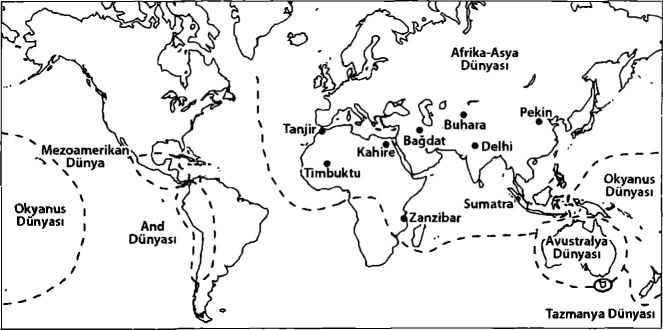 Afrika-Asya
Dünyası
Pekin
Buhara
Tanjir
Bağdat
Delhi
Kahire
Mezoamerikan
Dünya
Timbuktu
Okyanus
Dünyası
Sumatra
Okyanus
Dünyası
And
Dünyası
Zanzibar
Avustralya
Dünyası
Tazmanya Dünyası